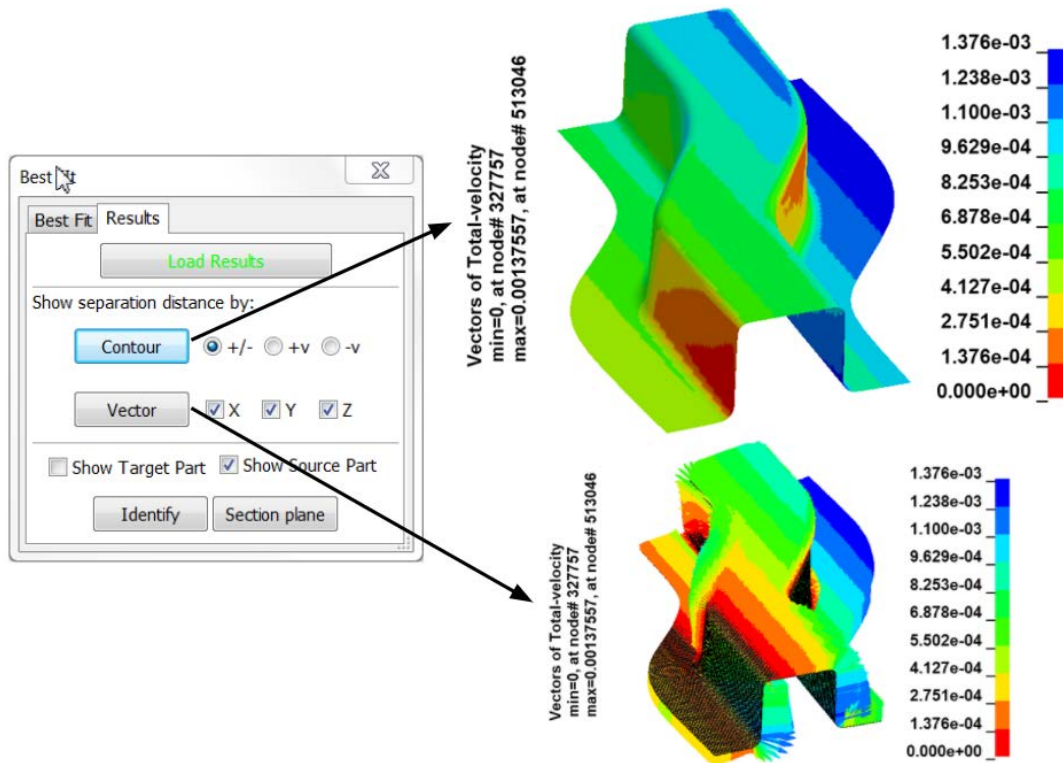 Best Fit
Best Fit
Results
Load Results
Show separation distance by:
Contour
+/-
+v
-v
Vector
X
Y
Z
Show Target Part
Show Source Part
Identify
Section plane
Vectors of Total-velocity
min=0, at node# 327757
max=0.00137557, at node# 513046
1.376e-03
1.238e-03
1.100e-03
9.629e-04
8.253e-04
6.878e-04
5.502e-04
4.127e-04
2.751e-04
1.376e-04
0.000e+00
Vectors of Total-velocity
min=0, at node# 327757
max=0.00137557, at node# 513046
1.376e-03
1.238e-03
1.100e-03
9.629e-04
8.253e-04
6.878e-04
5.502e-04
4.127e-04
2.751e-04
1.376e-04
0.000e+00